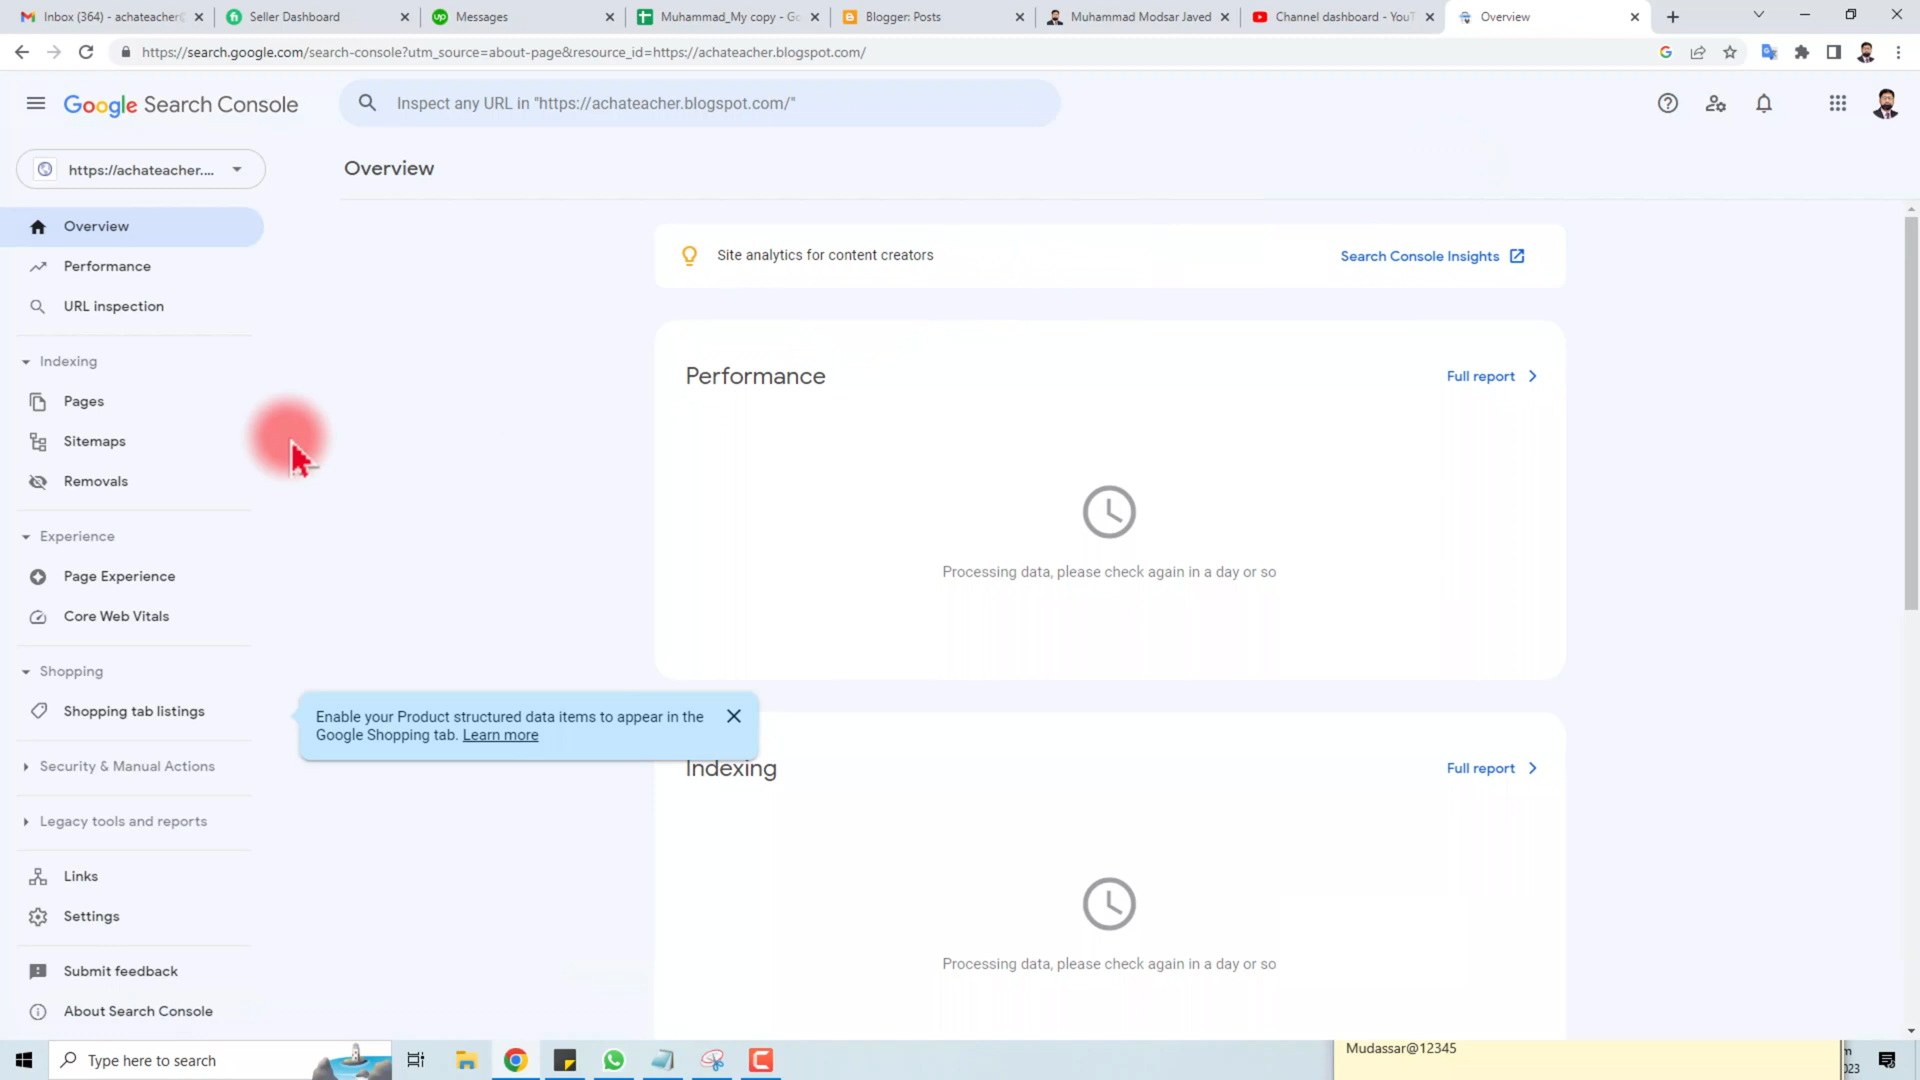 Inbox (364) - achateacher@
Seller Dashboard
Messages
Muhammad_My copy - Go
Blogger: Posts
Muhammad Modsar Javed
Channel dashboard - YouT
Overview
https://search.google.com/search-console?utm_source=about-page&resource_id=https://achateacher.blogspot.com/
Google Search Console
Inspect any URL in "https://achateacher.blogspot.com/"
https://achateacher....
Overview
Overview
Performance
URL inspection
Indexing
Pages
Sitemaps
Removals
Experience
Page Experience
Core Web Vitals
Shopping
Shopping tab listings
Security & Manual Actions
Legacy tools and reports
Links
Settings
Submit feedback
About Search Console
Site analytics for content creators
Search Console Insights
Performance
Full report
Processing data, please check again in a day or so
Enable your Product structured data items to appear in the
Google Shopping tab. Learn more
Indexing
Full report
Processing data, please check again in a day or so
Type here to search
Mudassar@12345